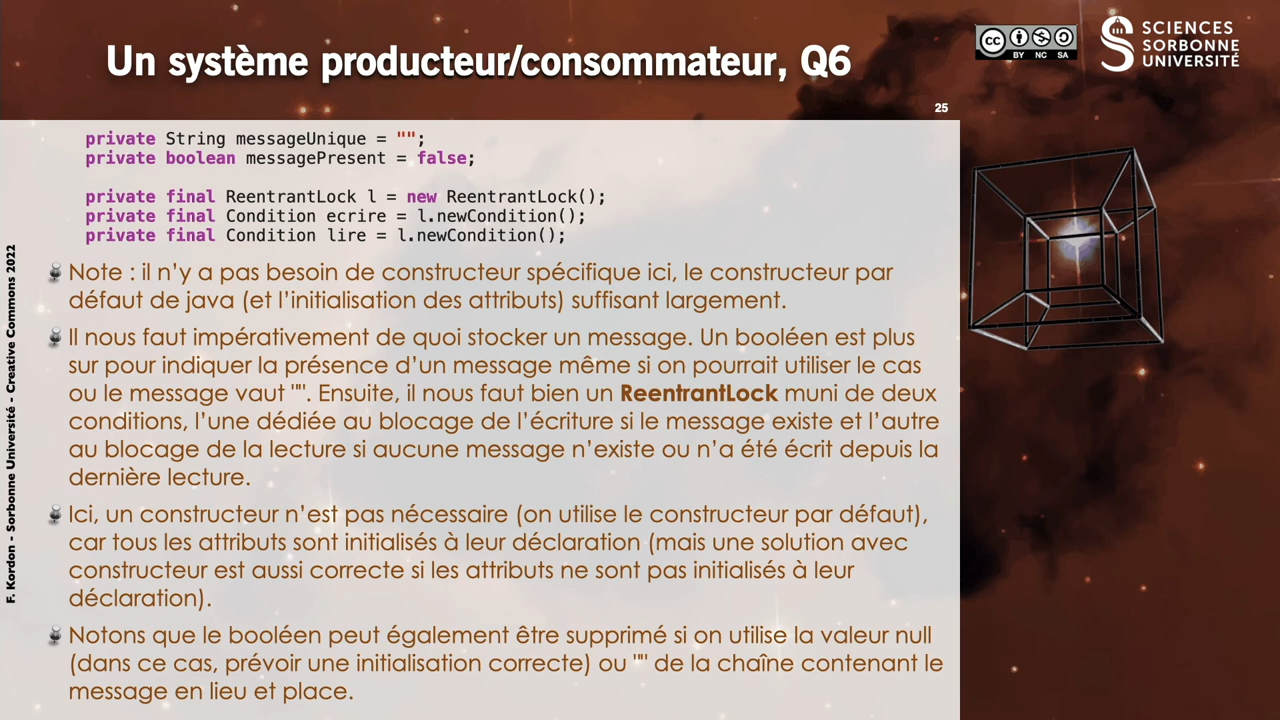 Un système producteur/consommateur, Q6
BY NC SA
SCIENCES
SORBONNE
UNIVERSITÉ
25
private String messageUnique = "";
private boolean messagePresent = false;
private final ReentrantLock l = new ReentrantLock();
private final Condition ecrire = l.newCondition();
private final Condition lire = l.newCondition();
Note : il n’y a pas besoin de constructeur spécifique ici, le constructeur par
défaut de java (et l’initialisation des attributs) suffisant largement.
Il nous faut impérativement de quoi stocker un message. Un booléen est plus
sur pour indiquer la présence d’un message même si on pourrait utiliser le cas
ou le message vaut "". Ensuite, il nous faut bien un ReentrantLock muni de deux
conditions, l’une dédiée au blocage de l’écriture si le message existe et l’autre
au blocage de la lecture si aucune message n’existe ou n’a été écrit depuis la
dernière lecture.
Ici, un constructeur n’est pas nécessaire (on utilise le constructeur par défaut),
car tous les attributs sont initialisés à leur déclaration (mais une solution avec
constructeur est aussi correcte si les attributs ne sont pas initialisés à leur
déclaration).
Notons que le booléen peut également être supprimé si on utilise la valeur null
(dans ce cas, prévoir une initialisation correcte) ou "" de la chaîne contenant le
message en lieu et place.
F. Kordon - Sorbonne Université - Creative Commons 2022